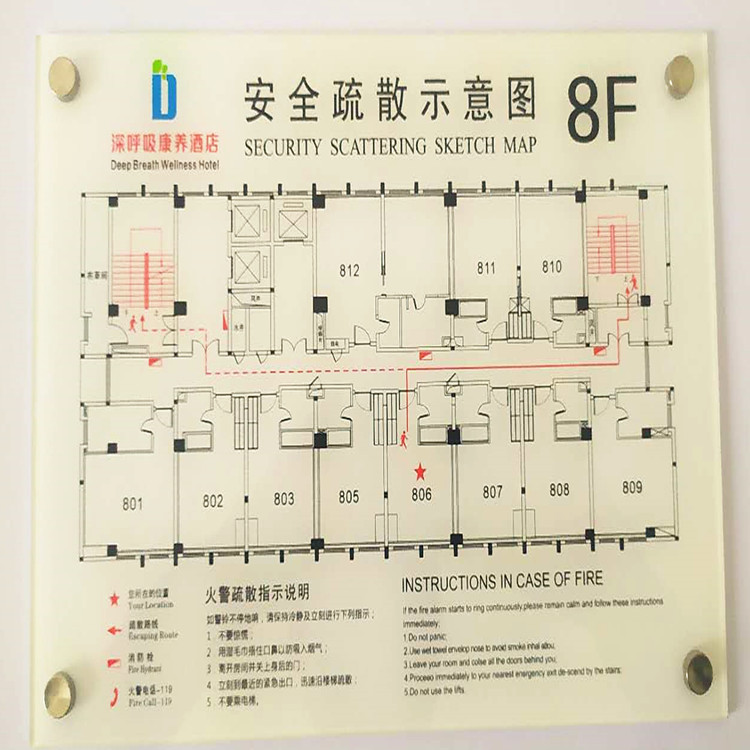 深呼吸康养酒店
Deep Breath Wellness Hotel
安全疏散示意图
SECURITY SCATTERING SKETCH MAP
8F
812
811
810
801
802
803
805
806
807
808
809
您所在的位置
Your Location
疏散路线
Escaping Route
消防栓
Fire Hydrant
火警电话-119
Fire Call-119
火警疏散指示说明
如警铃不停地响，请保持冷静及立刻进行下列指示；
1. 不要惊慌；
2. 用湿毛巾捂住口鼻以防吸入烟气；
3. 离开房间并关上身后的门；
4. 立刻到最近的紧急出口，迅速沿楼梯疏散；
5. 不要乘电梯。
INSTRUCTIONS IN CASE OF FIRE
If the fire alarm starts to ring continuously,please remain calm and follow these instructions
immediately;
1.Do not panic;
2.Use wet towel envelop nose to avoid smoke inhall atou;
3.Leave your room and colse all the doors behind you;
4.Proceeo immediately to your nearest emergency exit de-scend by the stairs;
5.Do not use the lifts.